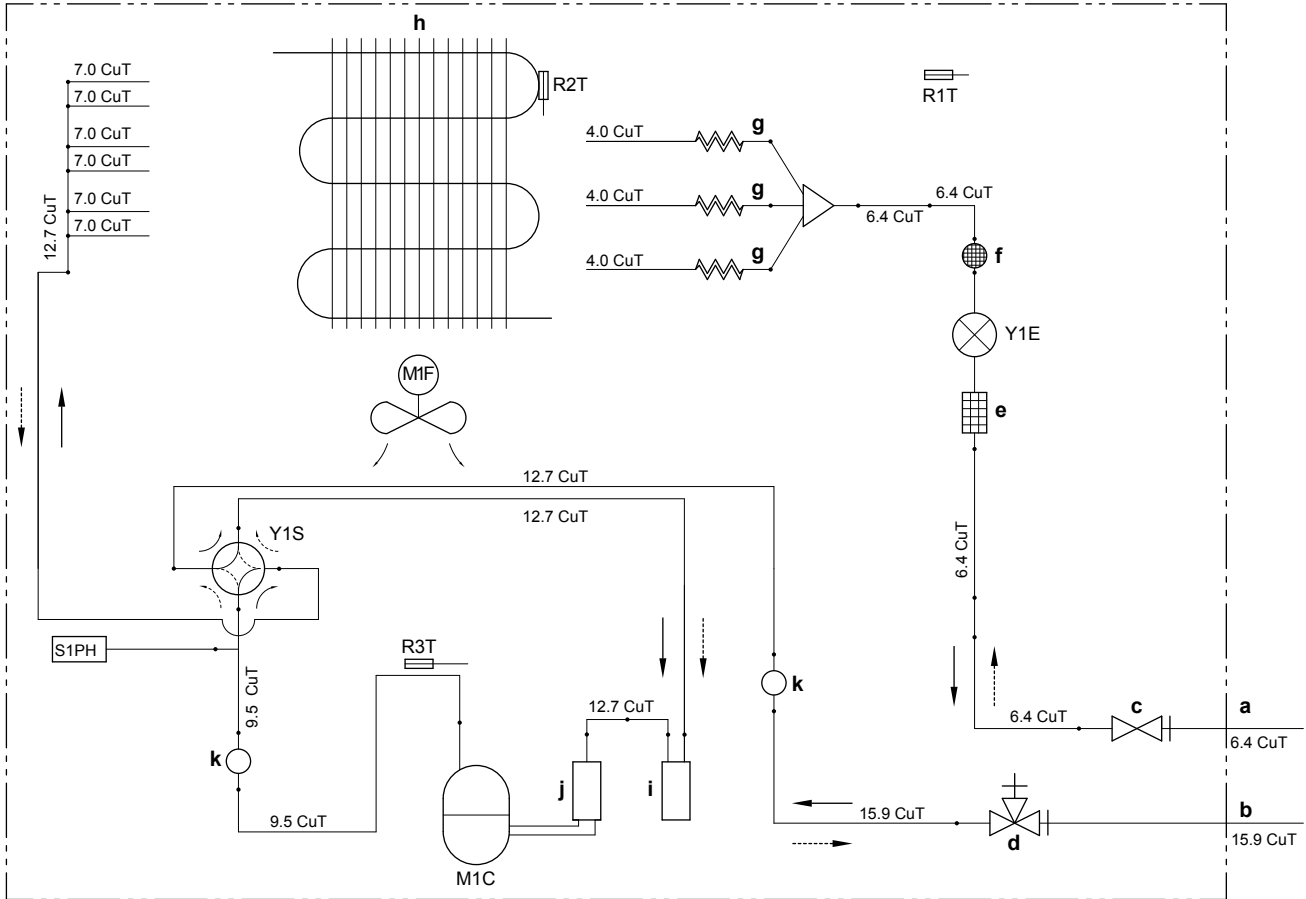 h
7.0 CuT
7.0 CuT
7.0 CuT
7.0 CuT
7.0 CuT
7.0 CuT
12.7 CuT
R2T
R1T
4.0 CuT
g
4.0 CuT
g
4.0 CuT
g
6.4 CuT
6.4 CuT
f
Y1E
e
M1F
12.7 CuT
12.7 CuT
Y1S
6.4 CuT
S1PH
R3T
9.5 CuT
k
k
12.7 CuT
6.4 CuT
c
a
6.4 CuT
j
i
9.5 CuT
M1C
15.9 CuT
d
b
15.9 CuT